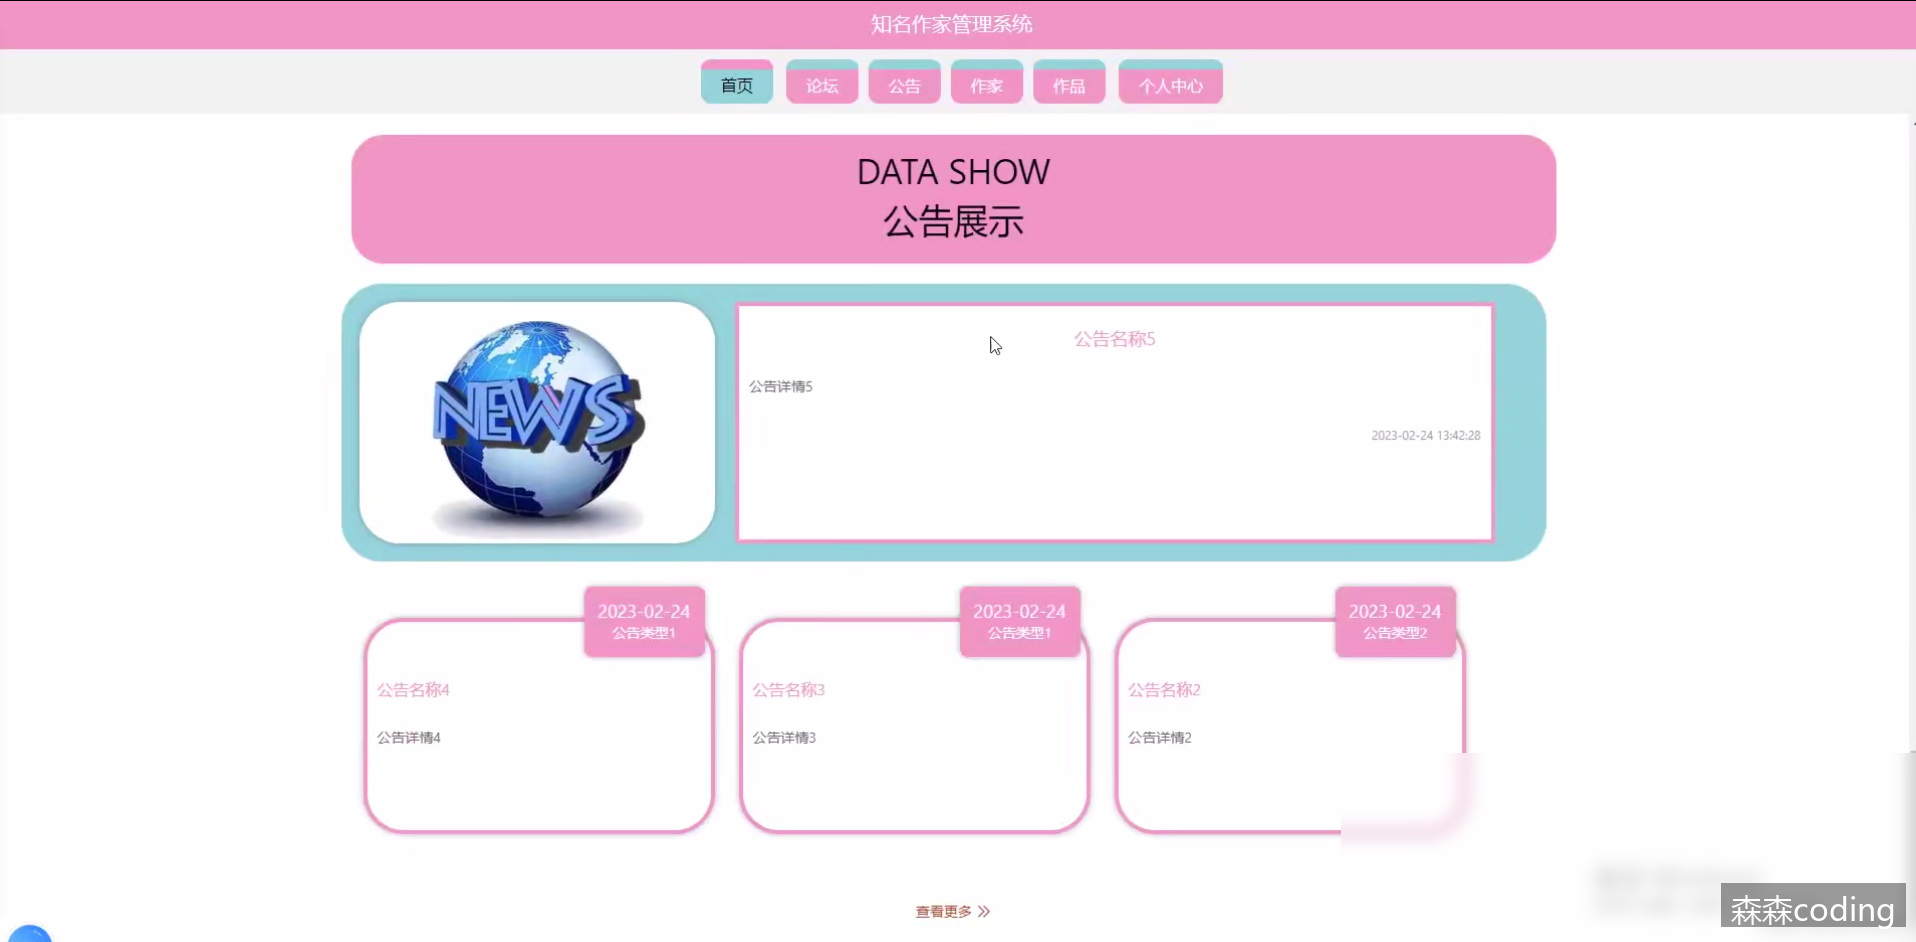 知名作家管理系统
首页
论坛
公告
作家
作品
个人中心
DATA SHOW
公告展示
NEWS
公告名称5
公告详情5
2023-02-24 13:42:28
2023-02-24
公告类型1
公告名称4
公告详情4
2023-02-24
公告类型1
公告名称3
公告详情3
2023-02-24
公告类型2
公告名称2
公告详情2
查看更多
森森coding